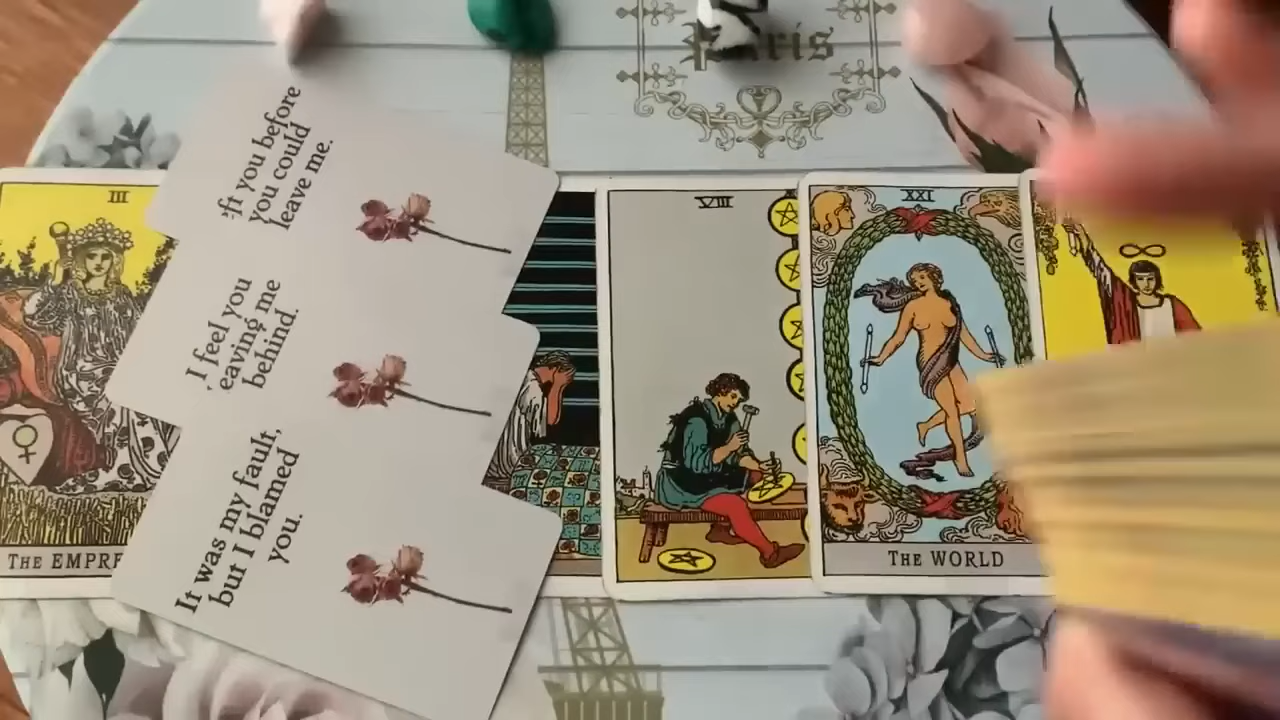 Paris
III
ft you before
you could
leave me.
I feel you
eaving me
behind.
It was my fault,
but I blamed
you.
THE EMPRE
VIII
XXI
THE WORLD